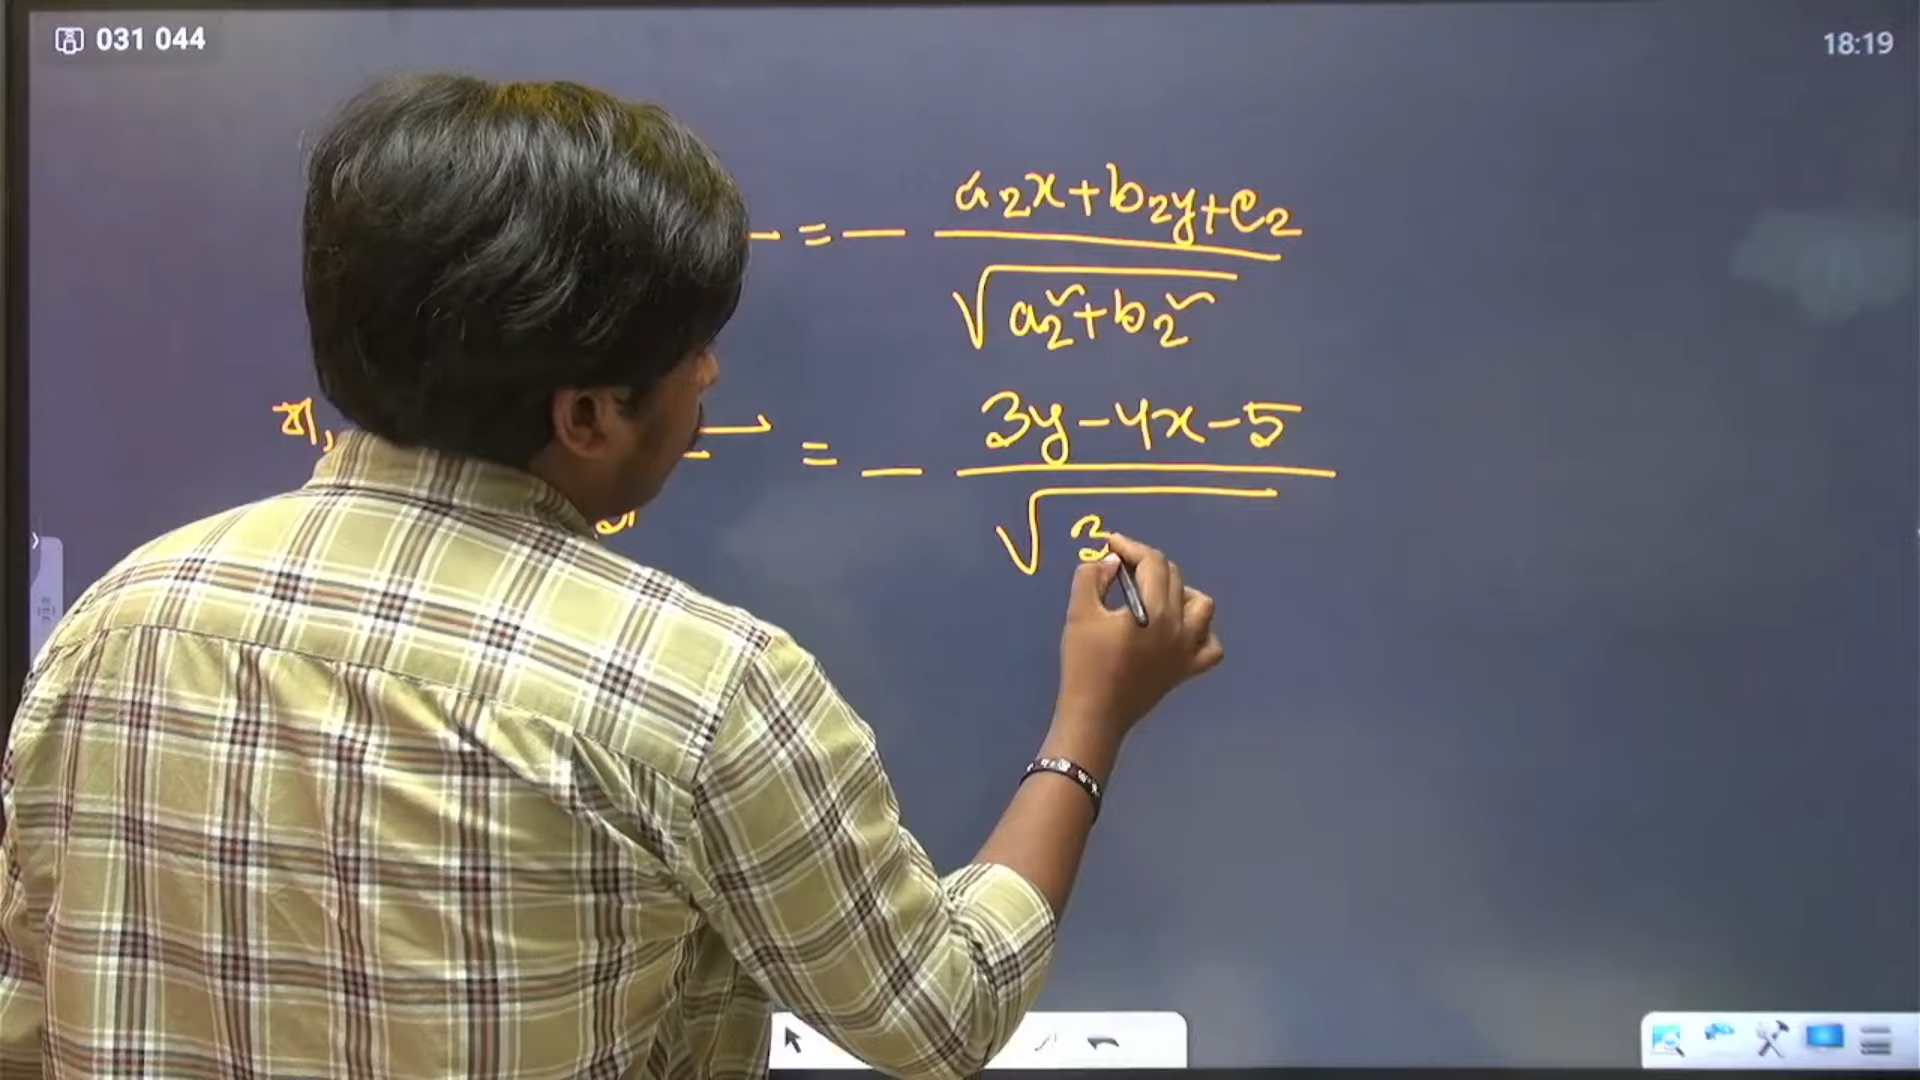 031 044
18:19
= - a₂x+b₂y+c₂
√a₂²+b₂²
বা,
= - 3y-4x-5
√3